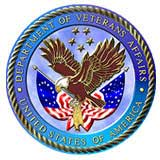 DEPARTMENT OF VETERANS AFFAIRS
UNITED STATES OF AMERICA